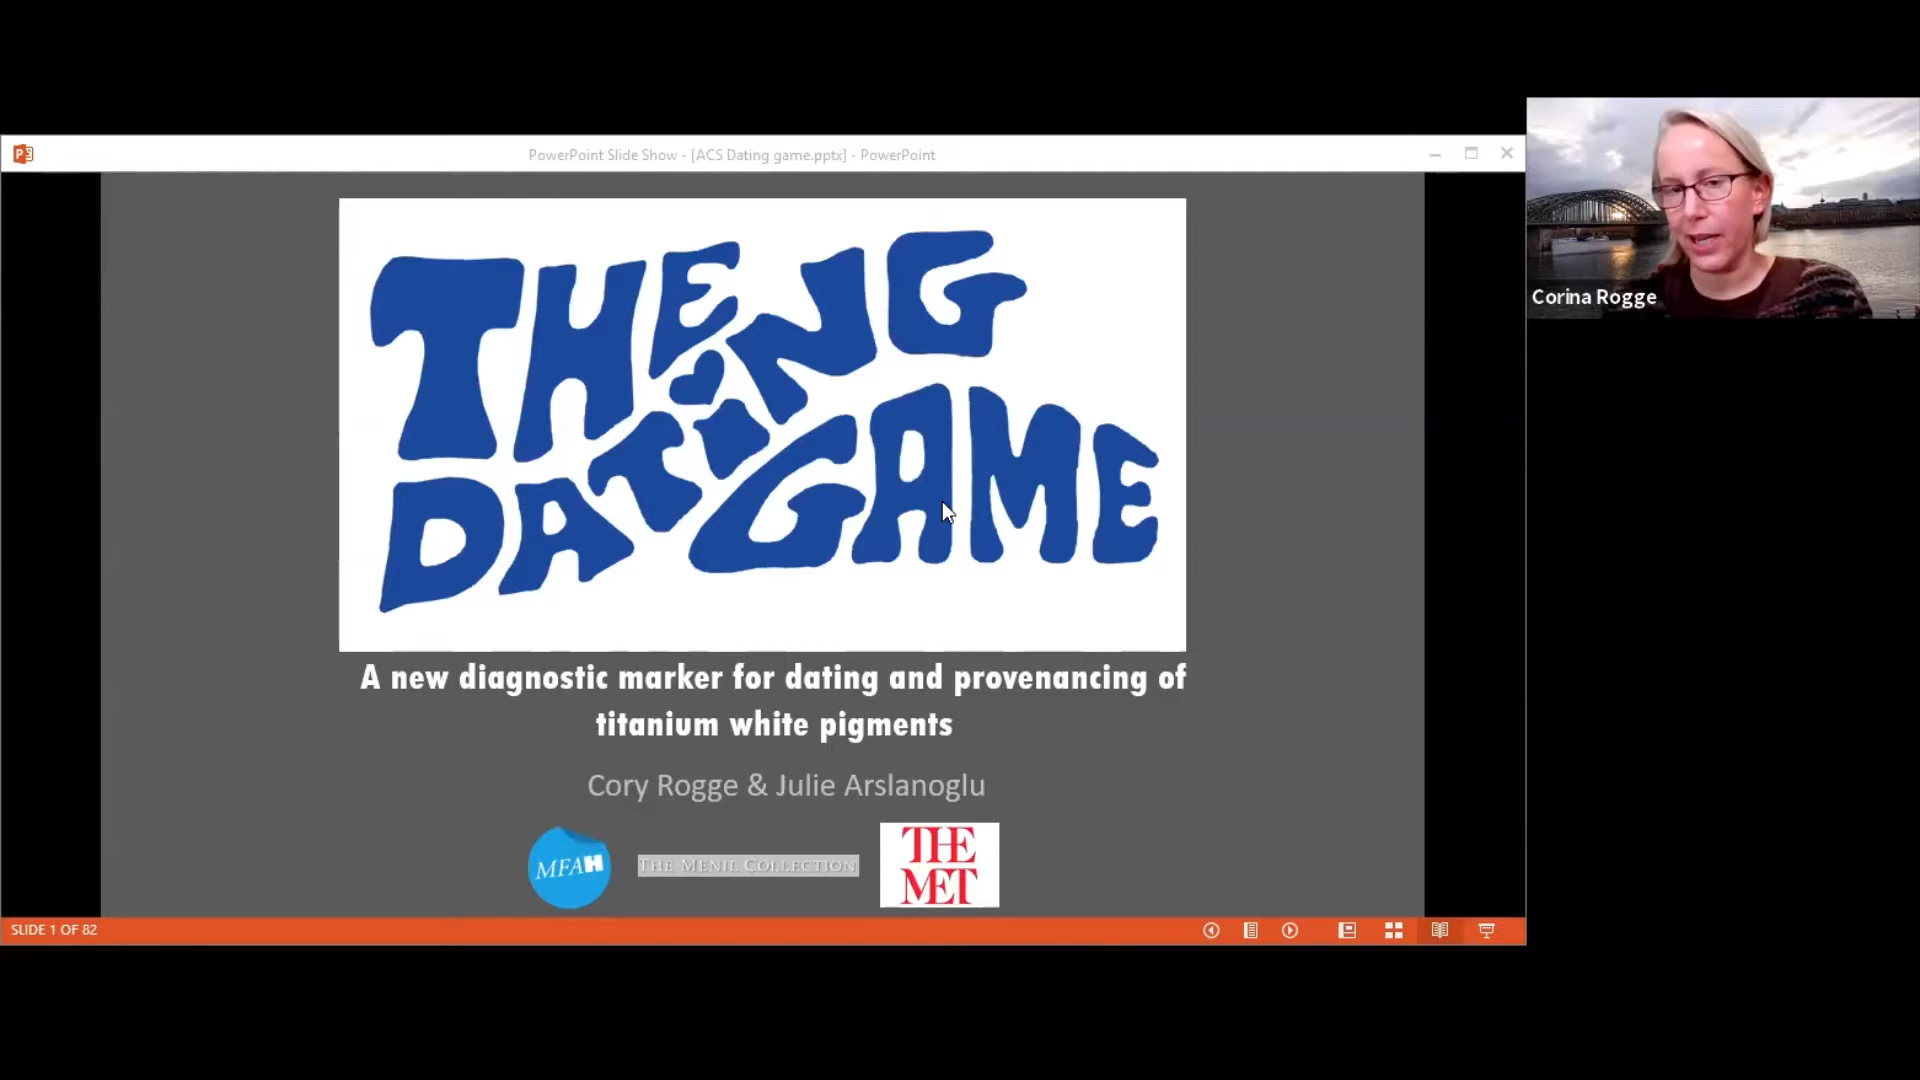 PowerPoint Slide Show - [ACS Dating game.pptx] - PowerPoint
THE
DATiNG
GAME
A new diagnostic marker for dating and provenancing of
titanium white pigments
Cory Rogge & Julie Arslanoglu
MFAH
THE MENIL COLLECTION
THE
MET
SLIDE 1 OF 82
Corina Rogge